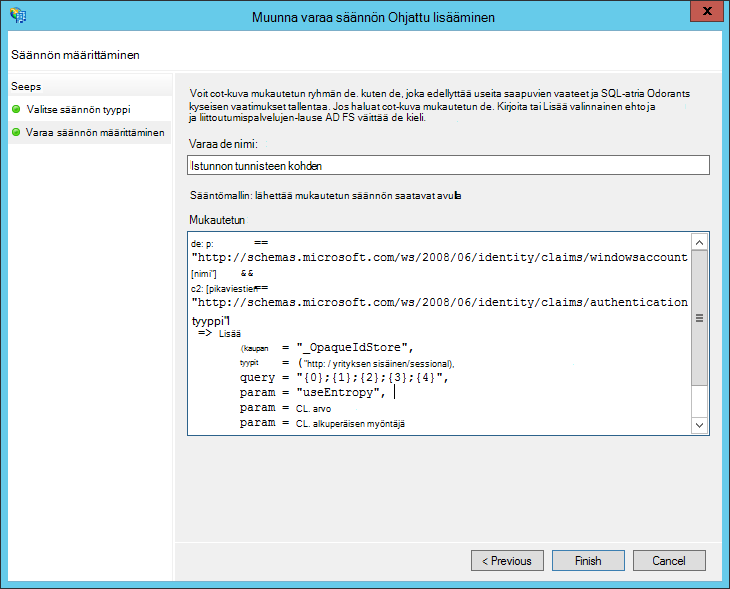 Muunna varaa säännön Ohjattu lisääminen
X
Säännön määrittäminen
Seeps
Valitse säännön tyyppi
Varaa säännön määrittäminen
Voit cot-kuva mukautetun ryhmän de. kuten de, joka edellyttää useita saapuvien vaateet ja SQL-atria Odorants
kyseisen vaatimukset tallentaa. Jos haluat cot-kuva mukautetun de. Kirjoita tai Lisää valinnainen ehto ja
ja liittoutumispalvelujen-lause AD FS väittää de kieli.
Varaa de nimi:
Istunnon tunnisteen kohden
Sääntömallin: lähettää mukautetun säännön saatavat avulla
Mukautetun
de: p: ==
"http://schemas.microsoft.com/ws/2008/06/identity/claims/windowsaccount
[nimi"] &&
c2: [pikaviestien ==
"http://schemas.microsoft.com/ws/2008/06/identity/claims/authentication
tyyppi"]
=> Lisää
(kaupan = "_OpaqueIdStore",
tyypit = ("http: / yrityksen sisäinen/sessional),
query = "{0};{1};{2};{3};{4}",
param = "useEntropy",
param = CL. arvo
param = CL. alkuperäisen myöntäjä
< Previous
Finish
Cancel